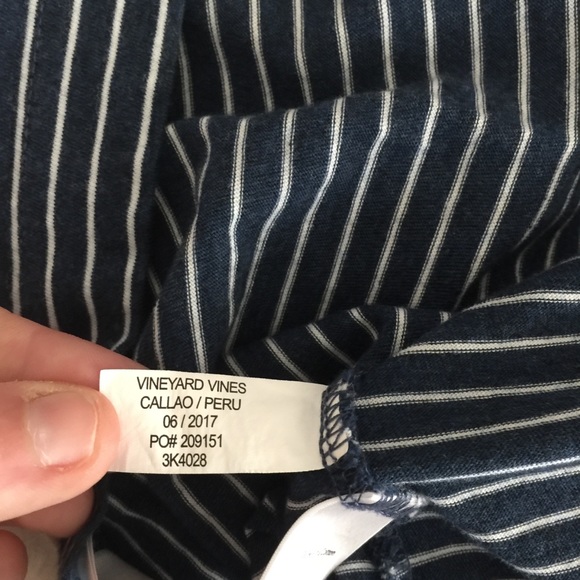 VINEYARD VINES
CALLAO / PERU
06 / 2017
PO# 209151
3K4028